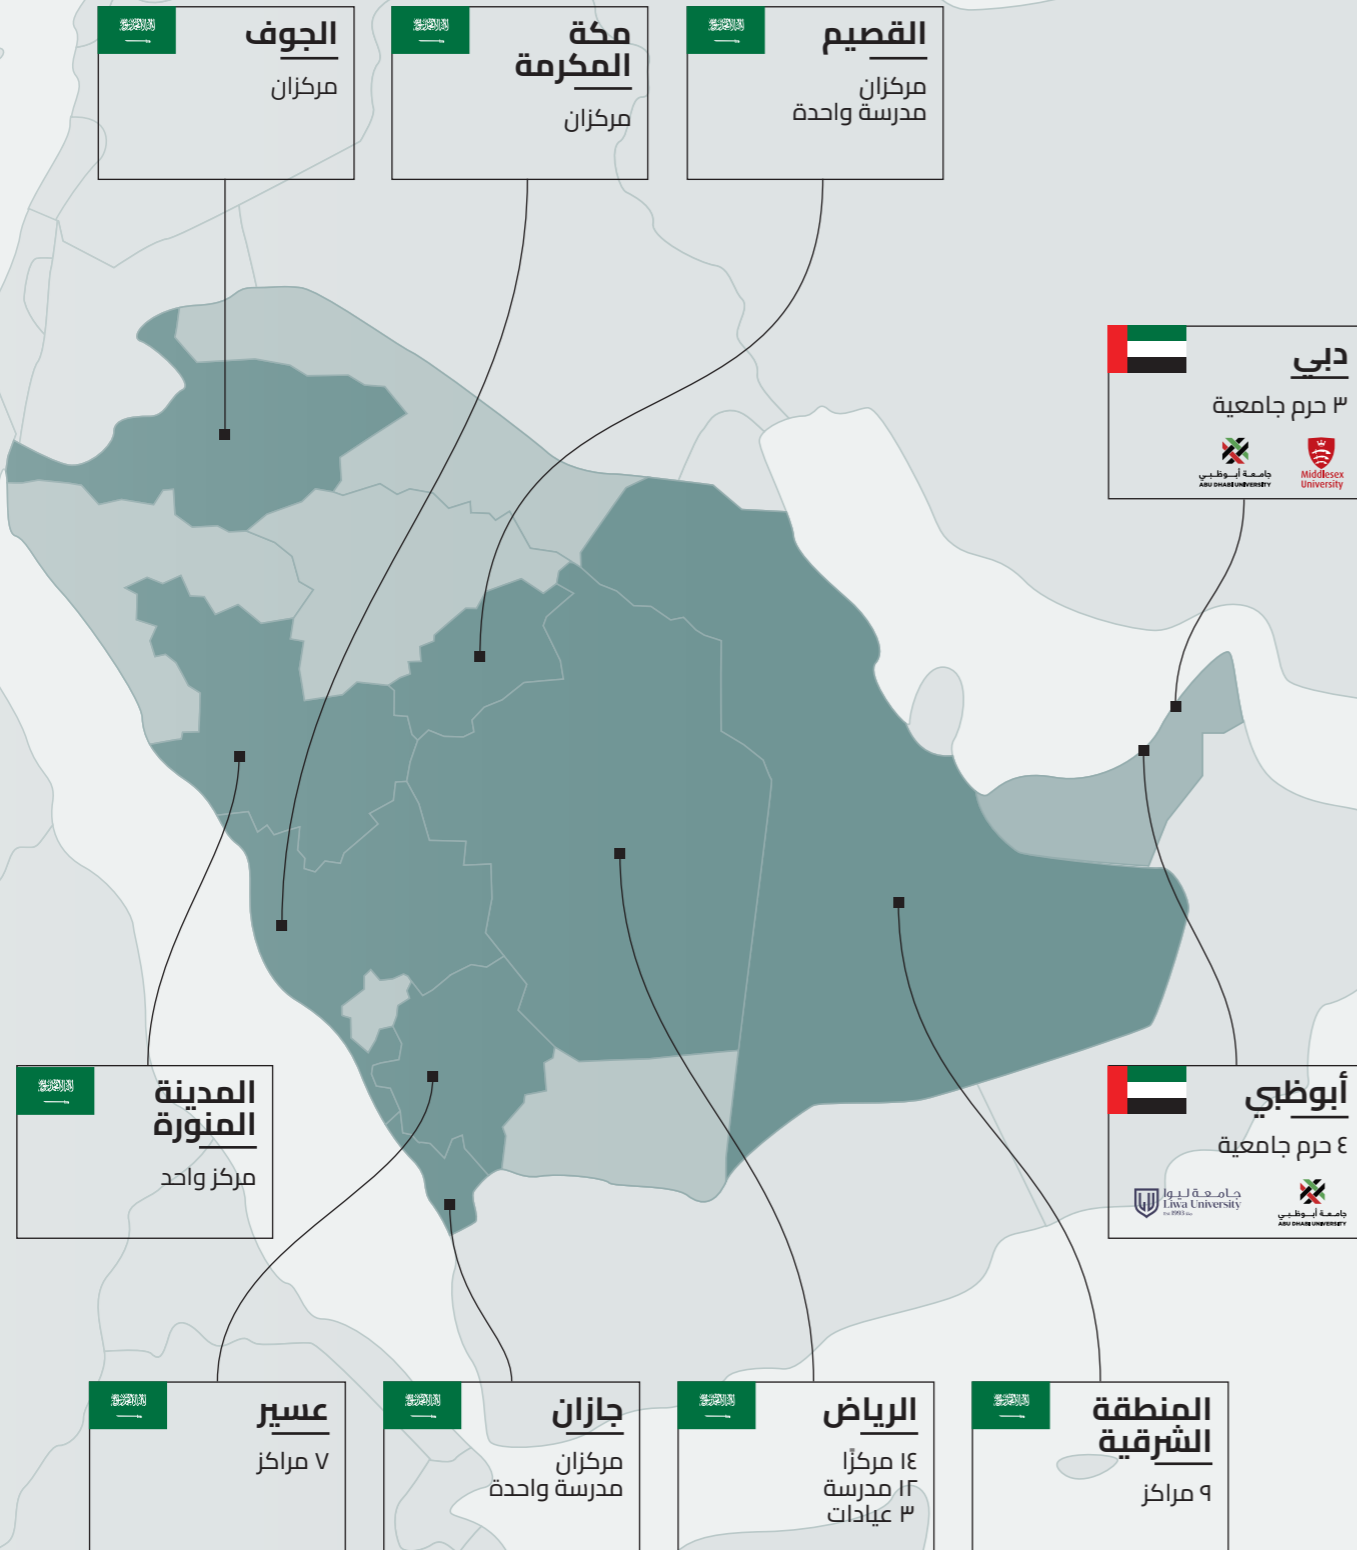 الجوف
مركزان
مكة
المكرمة
مركزان
القصيم
مركزان
مدرسة واحدة
دبي
٣ حرم جامعية
جامعة أبوظبي
ABU DHABI UNIVERSITY
Middlesex
University
المدينة
المنورة
مركز واحد
أبوظبي
٤ حرم جامعية
جامعة ليوا
Liwa University
جامعة أبوظبي
ABU DHABI UNIVERSITY
عسير
٧ مراكز
جازان
مركزان
مدرسة واحدة
الرياض
١٤ مركزًا
١٢ مدرسة
٣ عيادات
المنطقة
الشرقية
٩ مراكز